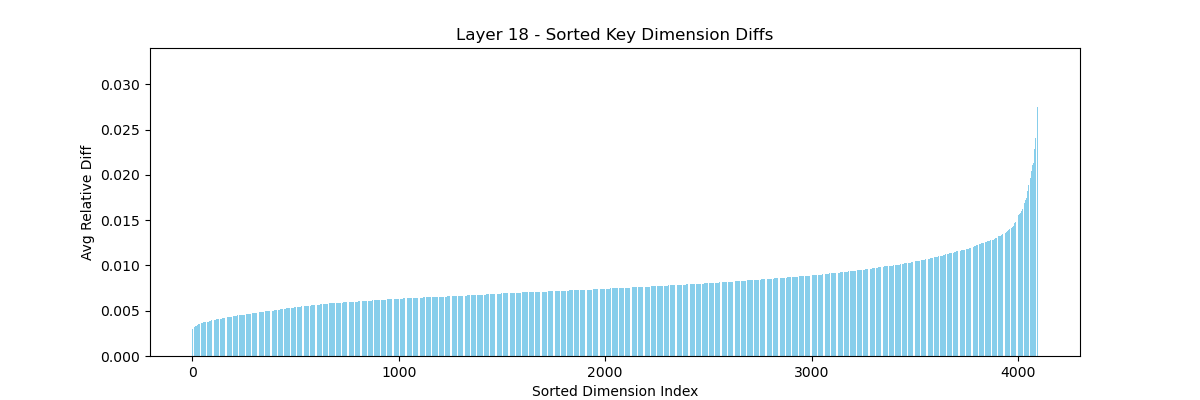 Layer 18 - Sorted Key Dimension Diffs
Avg Relative Diff
0.030
0.025
0.020
0.015
0.010
0.005
0.000
0 1000 2000 3000 4000
Sorted Dimension Index